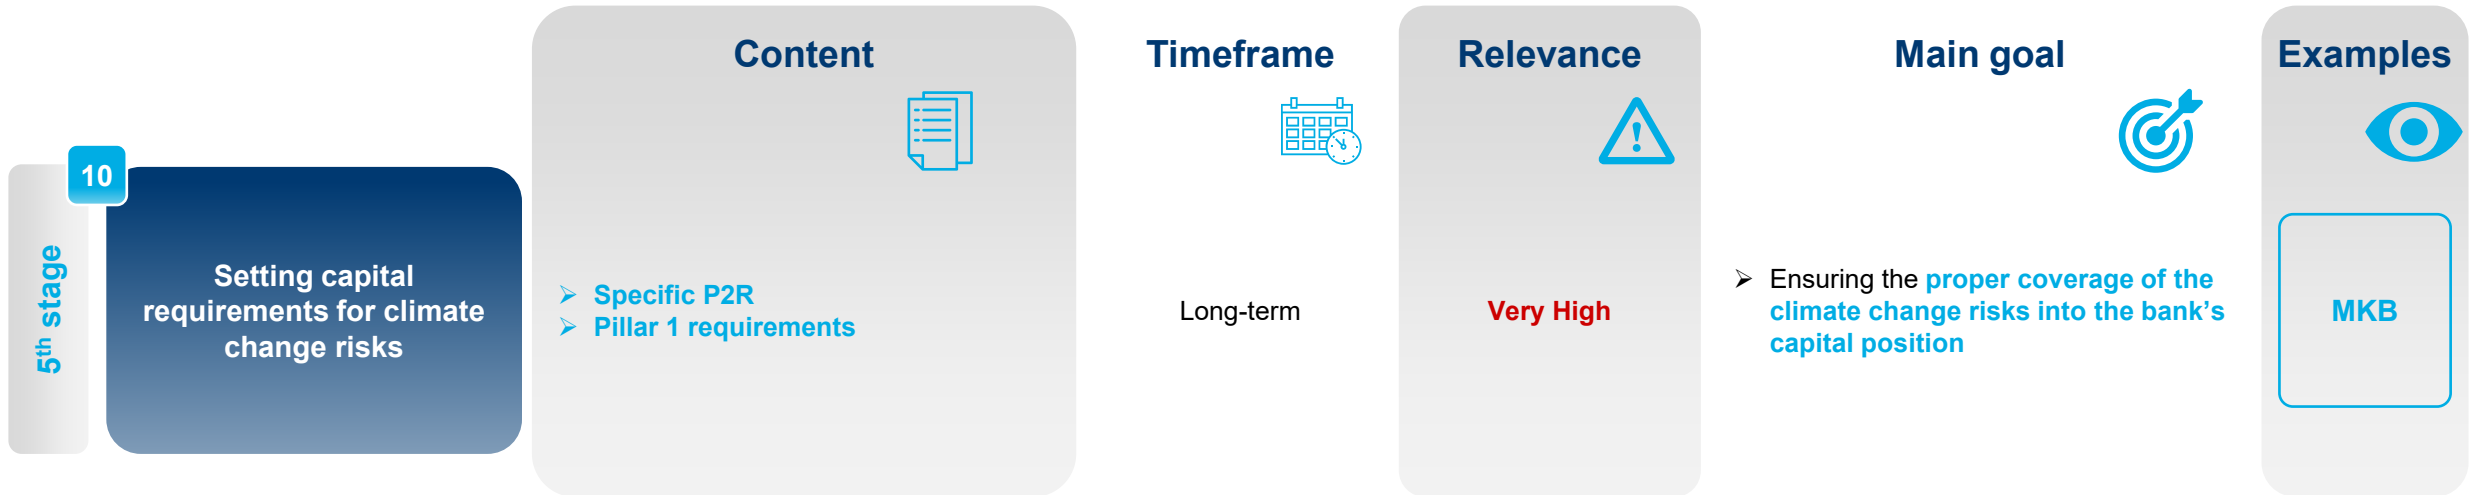 Content
Timeframe
Relevance
Main goal
Examples
10
5th stage
Setting capital
requirements for climate
change risks
➢ Specific P2R
➢ Pillar 1 requirements
Long-term
Very High
➢ Ensuring the proper coverage of the
climate change risks into the bank's
capital position
MKB